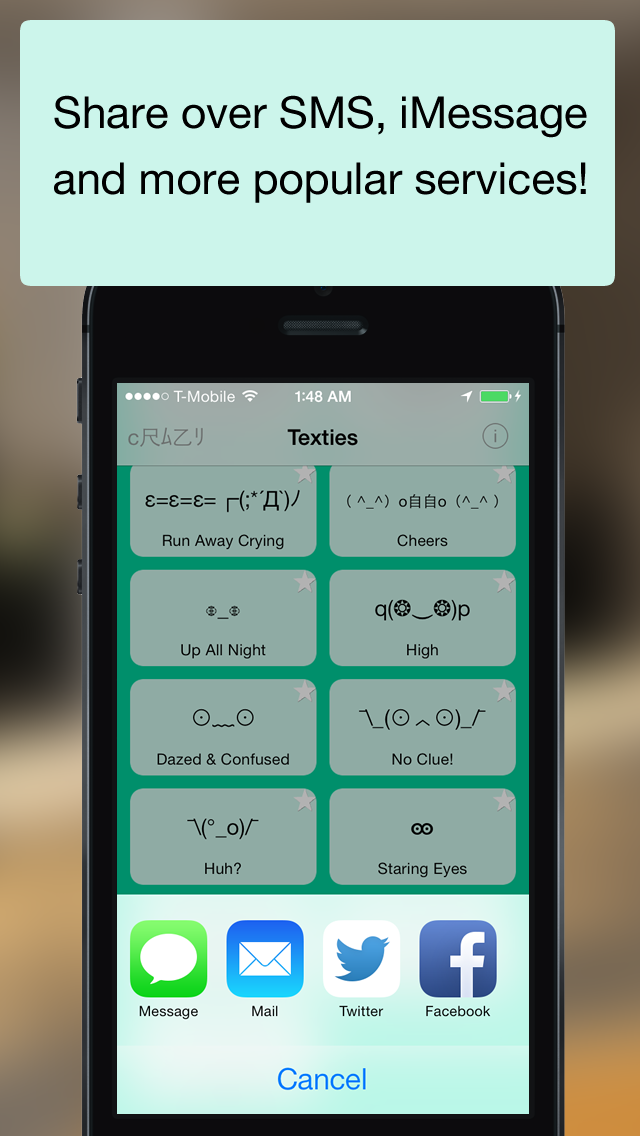 Share over SMS, iMessage
and more popular services!
T-Mobile 1:48 AM
c尺ﾑ乙ﾘ Texties i
ε=ε=ε= ┌(;*´Д`)ﾉ
Run Away Crying
( ^_^）o自自o（^_^ )
Cheers
๏_๏
Up All Night
q(❂‿❂)p
High
⊙﹏⊙
Dazed & Confused
¯\_(⊙︿⊙)_/¯
No Clue!
¯\(°_o)/¯
Huh?
ꙭ
Staring Eyes
Message Mail Twitter Facebook
Cancel